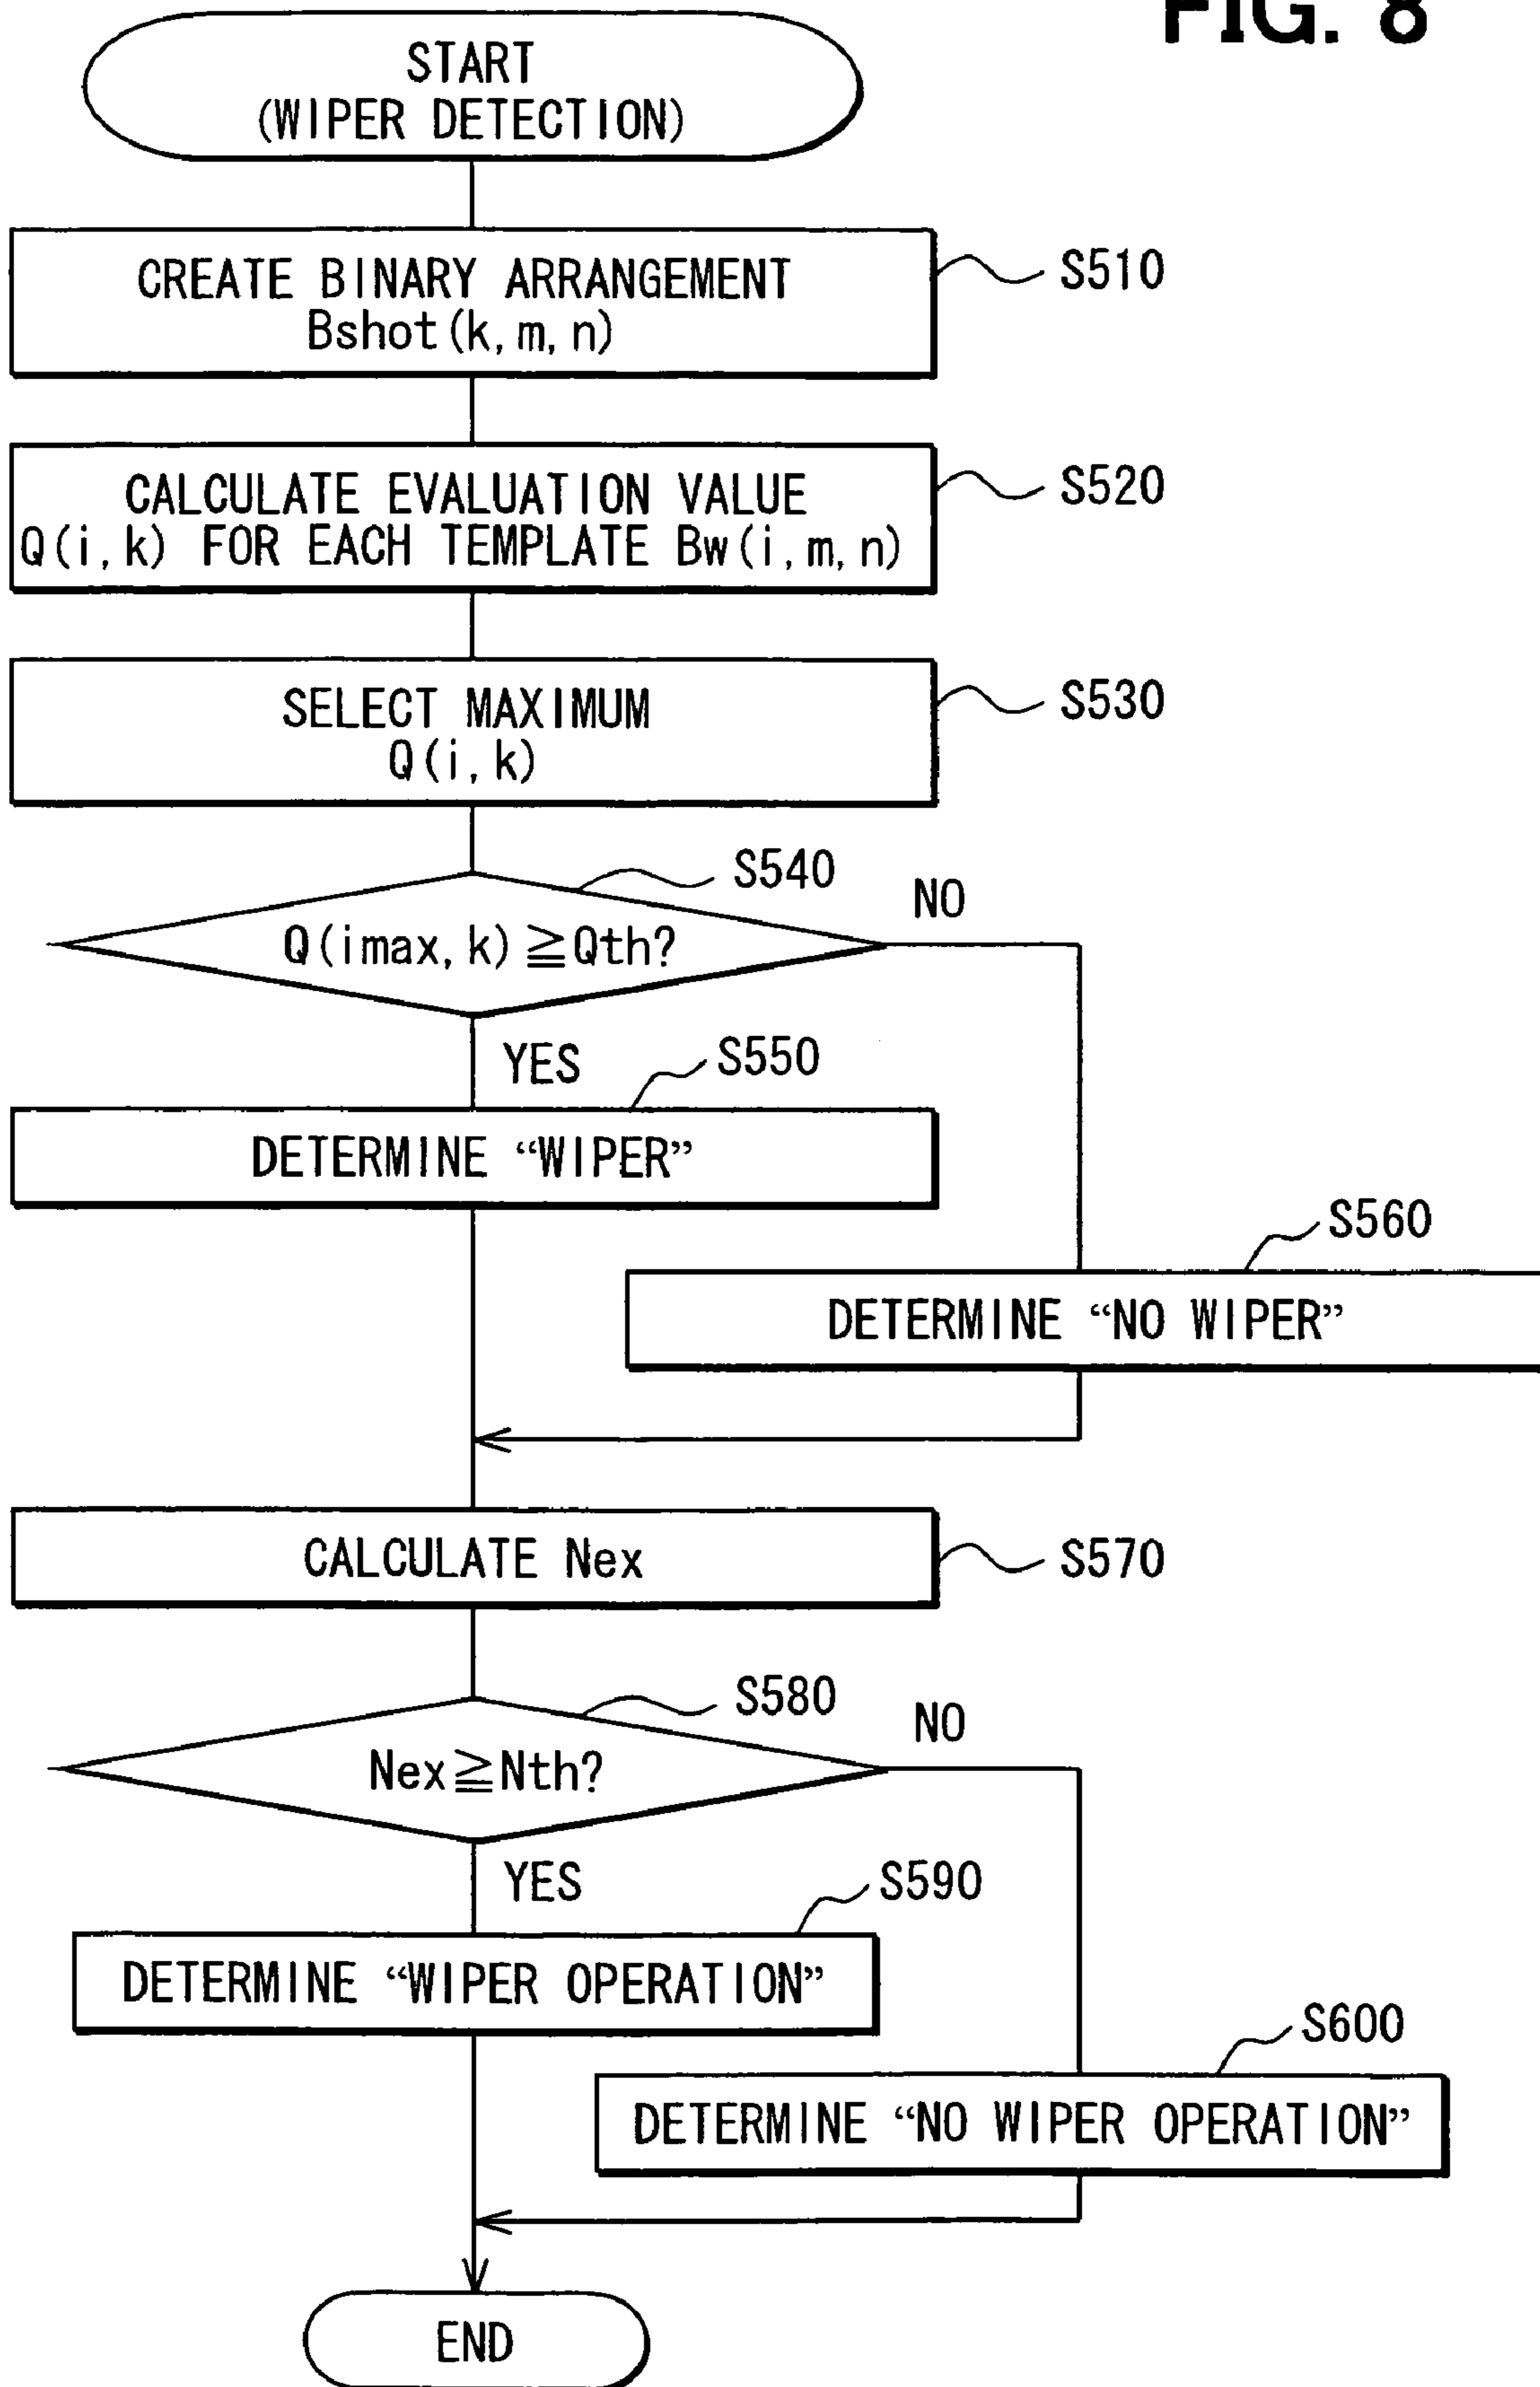 FIG. 8
START
(WIPER DETECTION)
CREATE BINARY ARRANGEMENT
Bshot(k,m,n)
S510
CALCULATE EVALUATION VALUE
Q(i,k) FOR EACH TEMPLATE Bw(i,m,n)
S520
SELECT MAXIMUM
Q(i,k)
S530
S540
Q(imax,k)≧Qth?
NO
YES
S550
DETERMINE “WIPER”
S560
DETERMINE “NO WIPER”
CALCULATE Nex
S570
S580
Nex≧Nth?
NO
YES
S590
DETERMINE “WIPER OPERATION”
S600
DETERMINE “NO WIPER OPERATION”
END